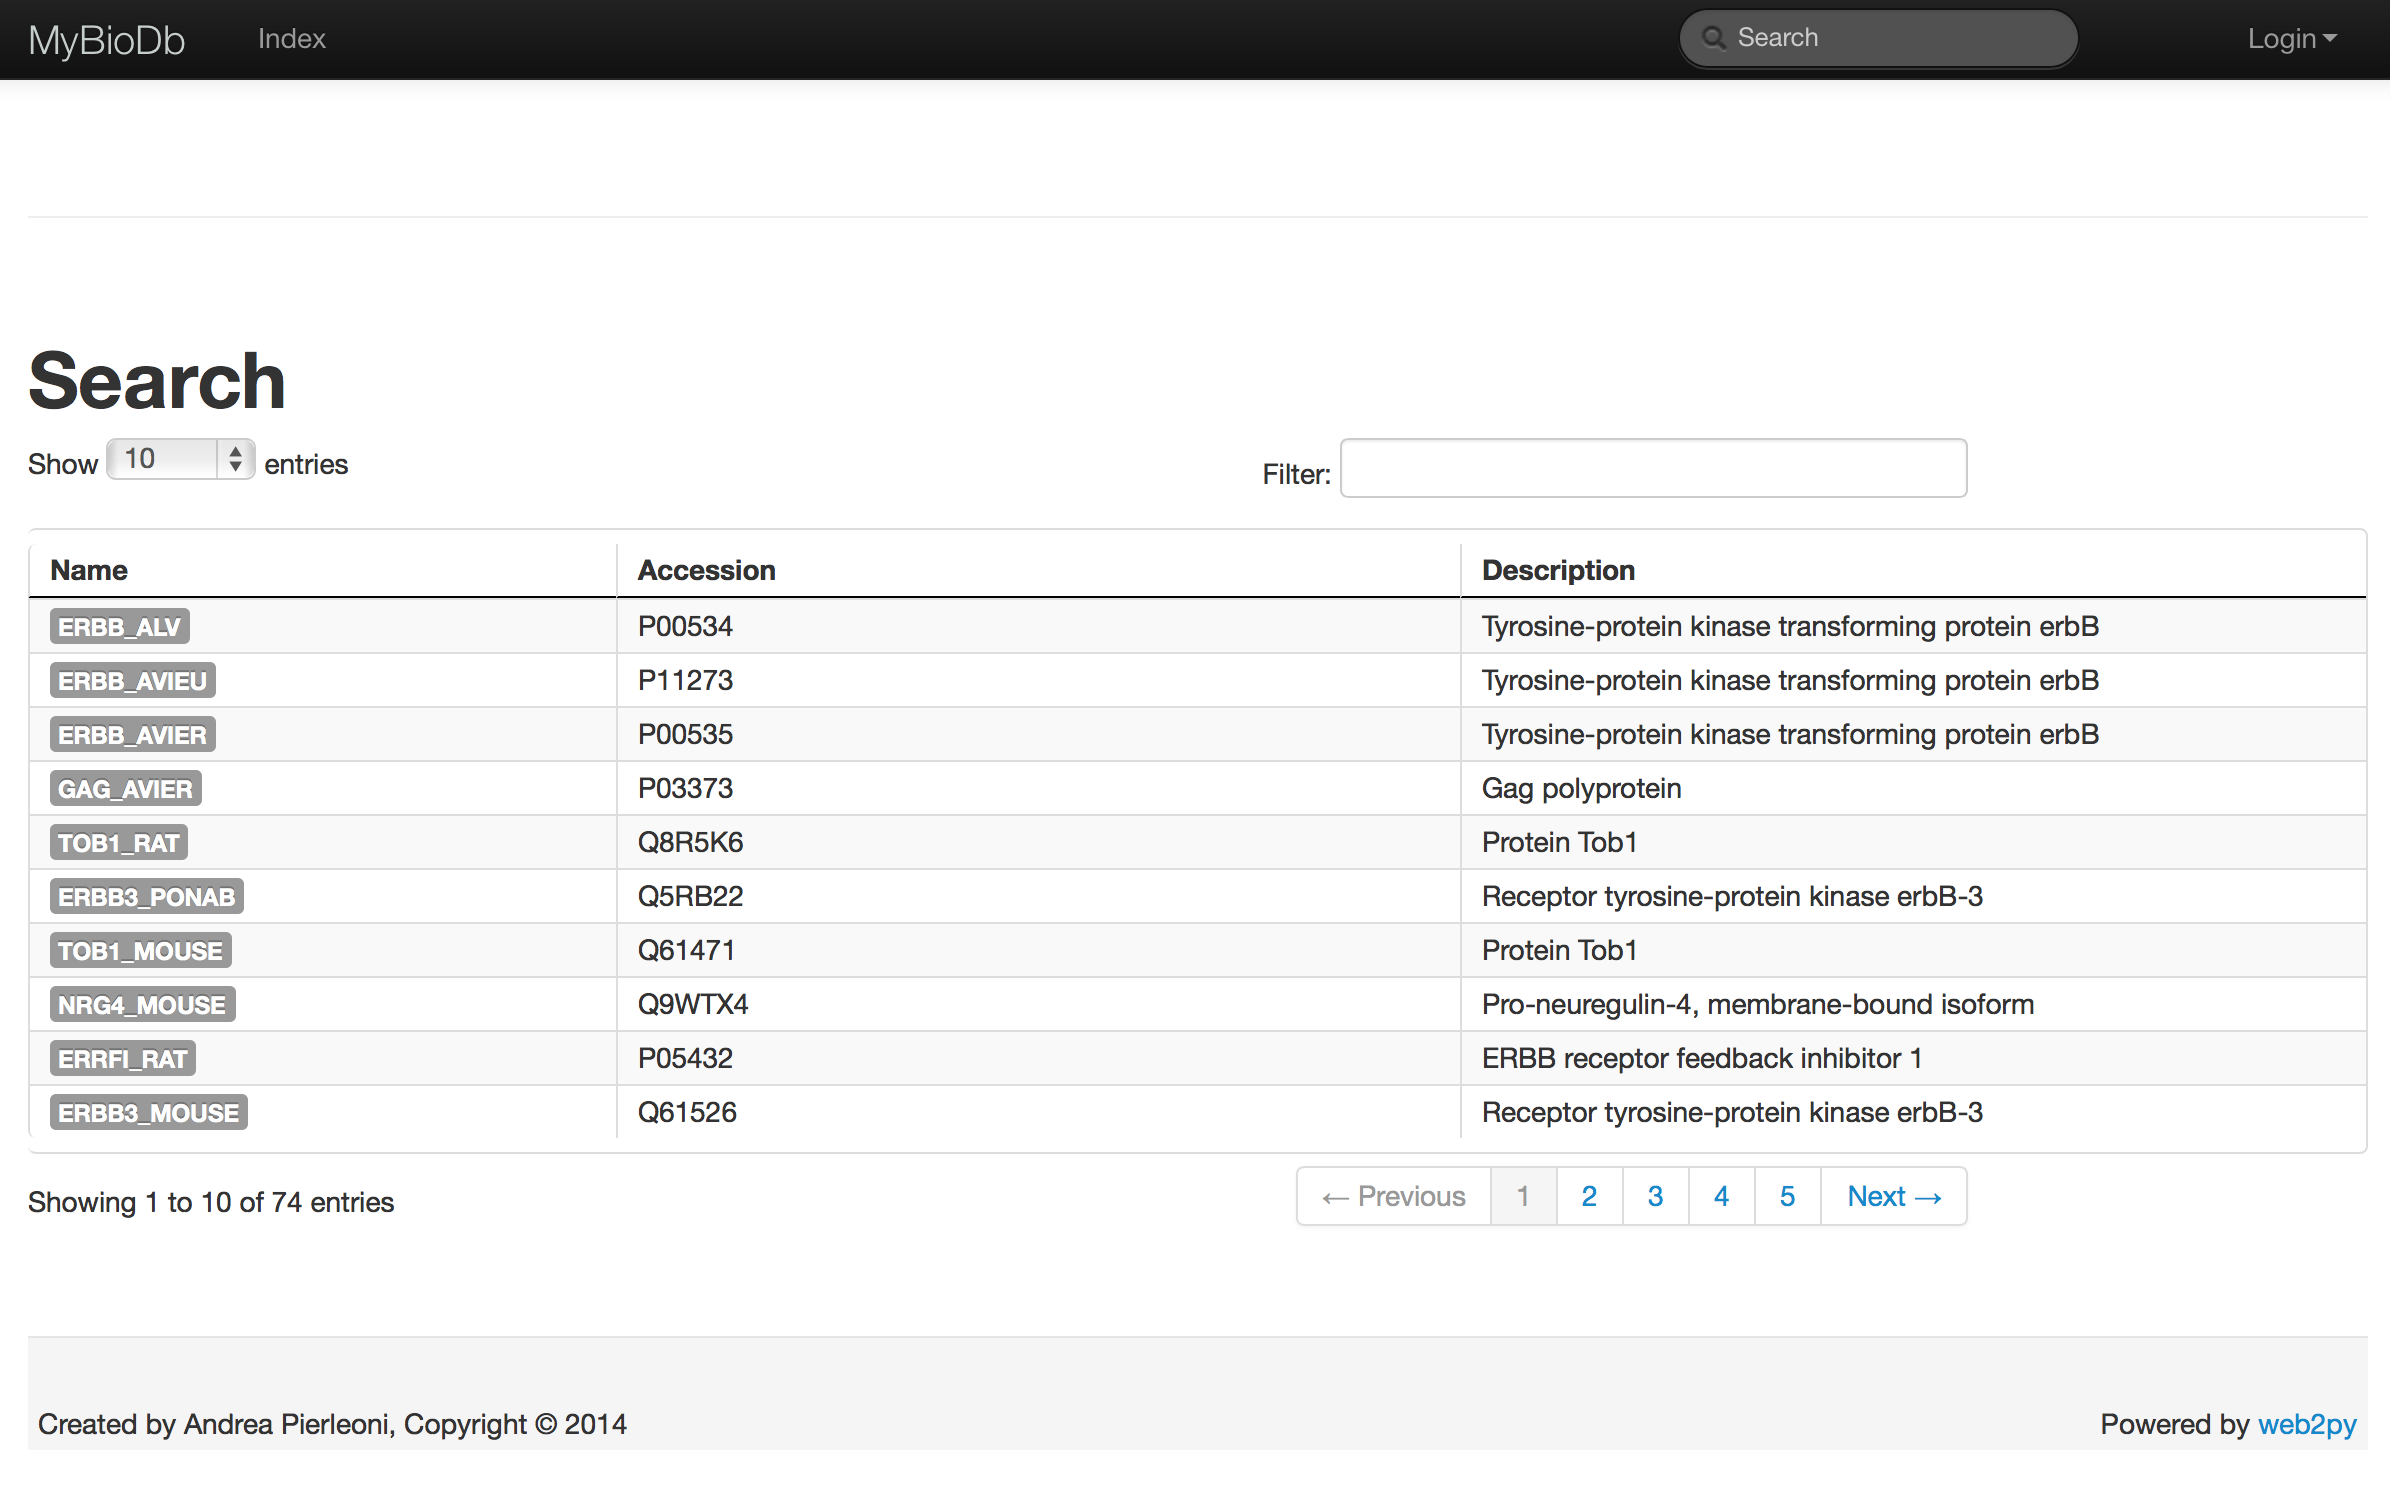 MyBioDb Index Search Login
Search
Show 10 entries Filter:
Name Accession Description
ERBB_ALV P00534 Tyrosine-protein kinase transforming protein erbB
ERBB_AVIEU P11273 Tyrosine-protein kinase transforming protein erbB
ERBB_AVIER P00535 Tyrosine-protein kinase transforming protein erbB
GAG_AVIER P03373 Gag polyprotein
TOB1_RAT Q8R5K6 Protein Tob1
ERBB3_PONAB Q5RB22 Receptor tyrosine-protein kinase erbB-3
TOB1_MOUSE Q61471 Protein Tob1
NRG4_MOUSE Q9WTX4 Pro-neuregulin-4, membrane-bound isoform
ERRFI_RAT P05432 ERBB receptor feedback inhibitor 1
ERBB3_MOUSE Q61526 Receptor tyrosine-protein kinase erbB-3
Showing 1 to 10 of 74 entries ← Previous 1 2 3 4 5 Next →
Created by Andrea Pierleoni, Copyright © 2014 Powered by web2py